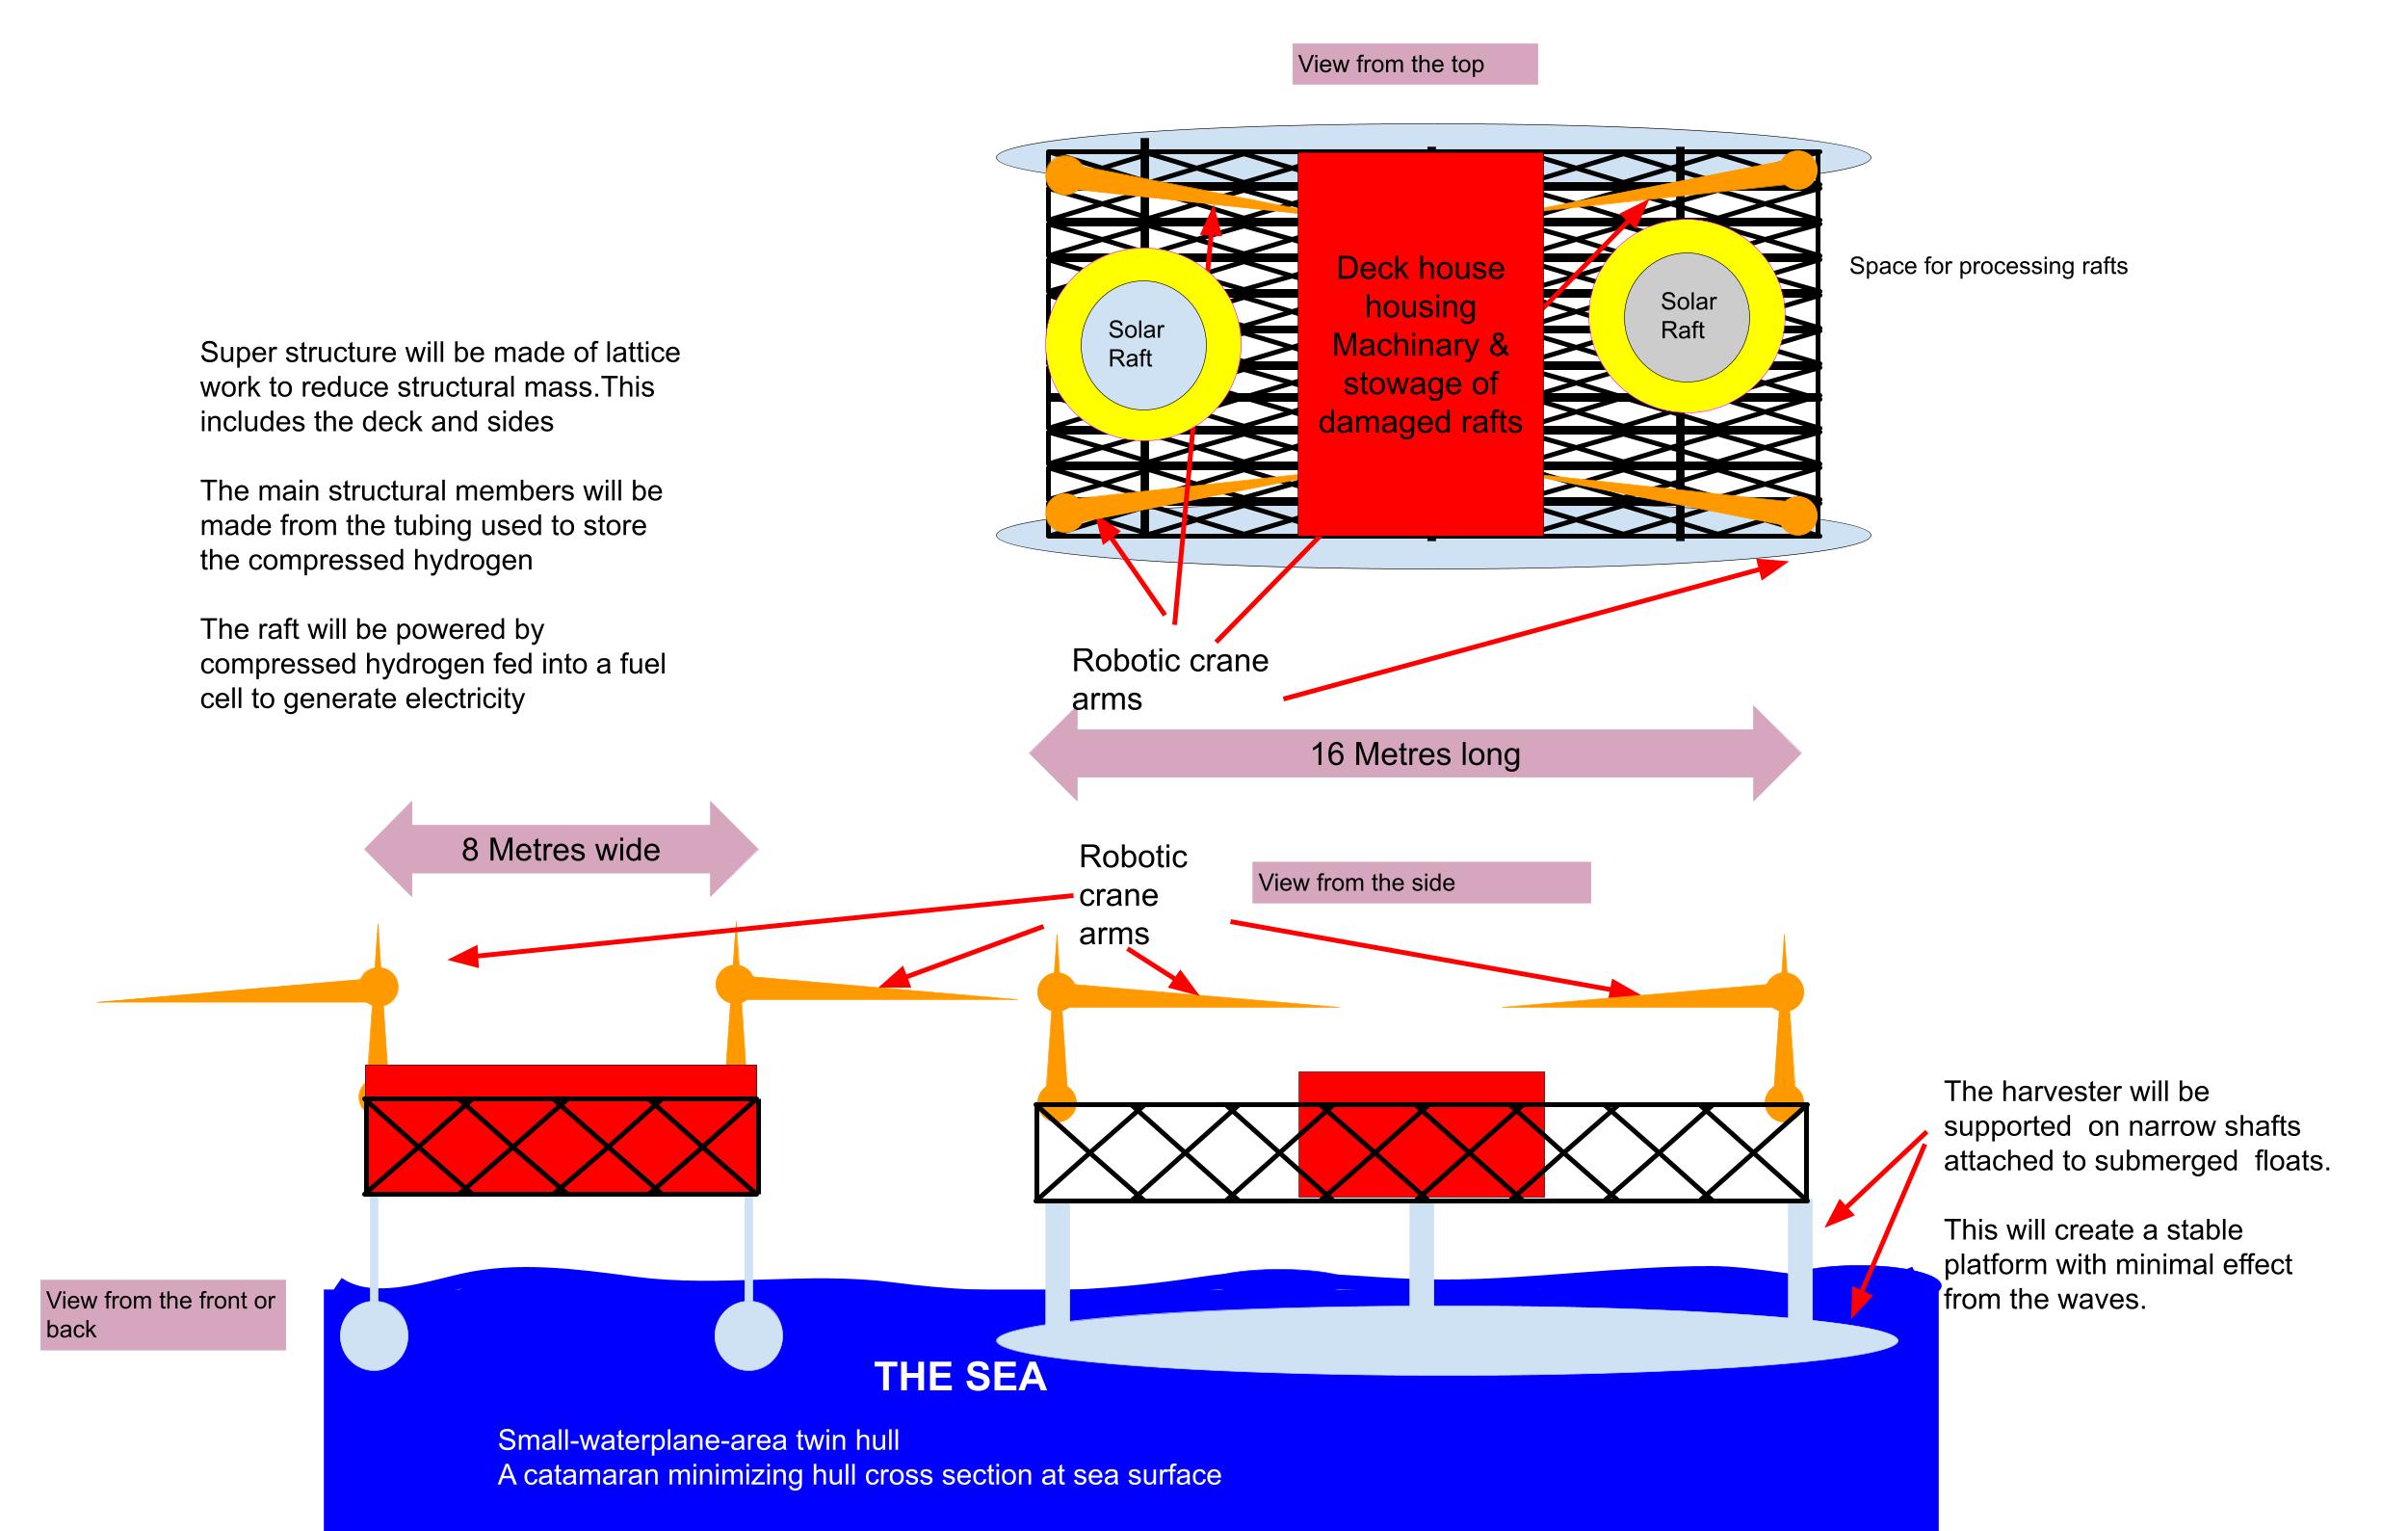 View from the top
Deck house
housing
Machinary &
stowage of
damaged rafts
Solar
Raft
Solar
Raft
Space for processing rafts
Super structure will be made of lattice
work to reduce structural mass.This
includes the deck and sides
The main structural members will be
made from the tubing used to store
the compressed hydrogen
The raft will be powered by
compressed hydrogen fed into a fuel
cell to generate electricity
Robotic crane
arms
16 Metres long
8 Metres wide
Robotic
crane
arms
View from the side
The harvester will be
supported  on narrow shafts
attached to submerged  floats.
This will create a stable
platform with minimal effect
from the waves.
View from the front or
back
THE SEA
Small-waterplane-area twin hull
A catamaran minimizing hull cross section at sea surface